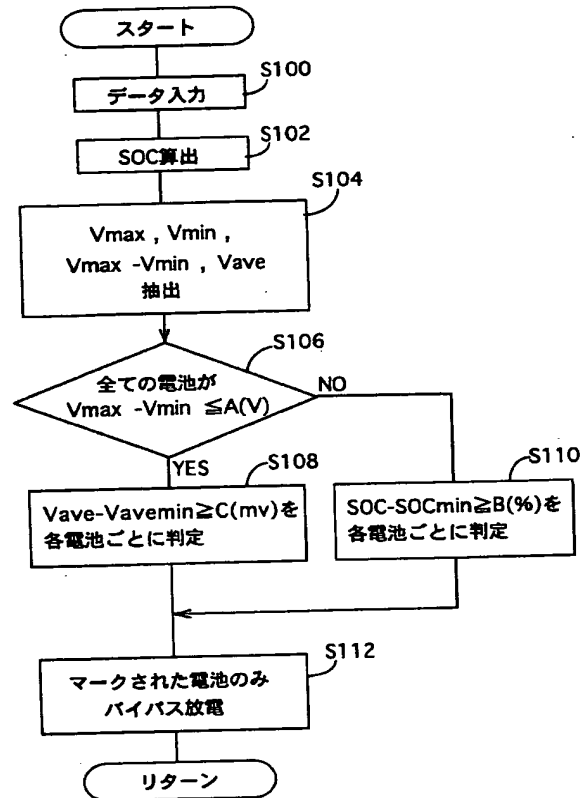 スタート
S100
データ入力
S102
SOC算出
S104
Vmax , Vmin ,
Vmax -Vmin , Vave
抽出
S106
全ての電池が
Vmax -Vmin ≦A(V)
NO
YES
S108
Vave-Vavemin≧C(mv)を
各電池ごとに判定
S110
SOC-SOCmin≧B(%)を
各電池ごとに判定
S112
マークされた電池のみ
バイパス放電
リターン